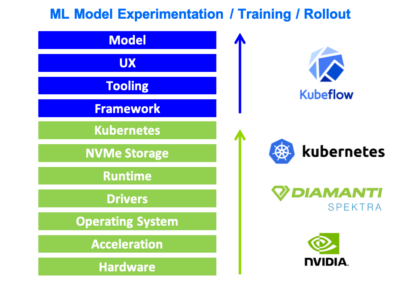 ML Model Experimentation / Training / Rollout
Model
UX
Tooling
Framework
Kubernetes
NVMe Storage
Runtime
Drivers
Operating System
Acceleration
Hardware
Kubeflow
kubernetes
DIAMANTI
SPEKTRA
NVIDIA.